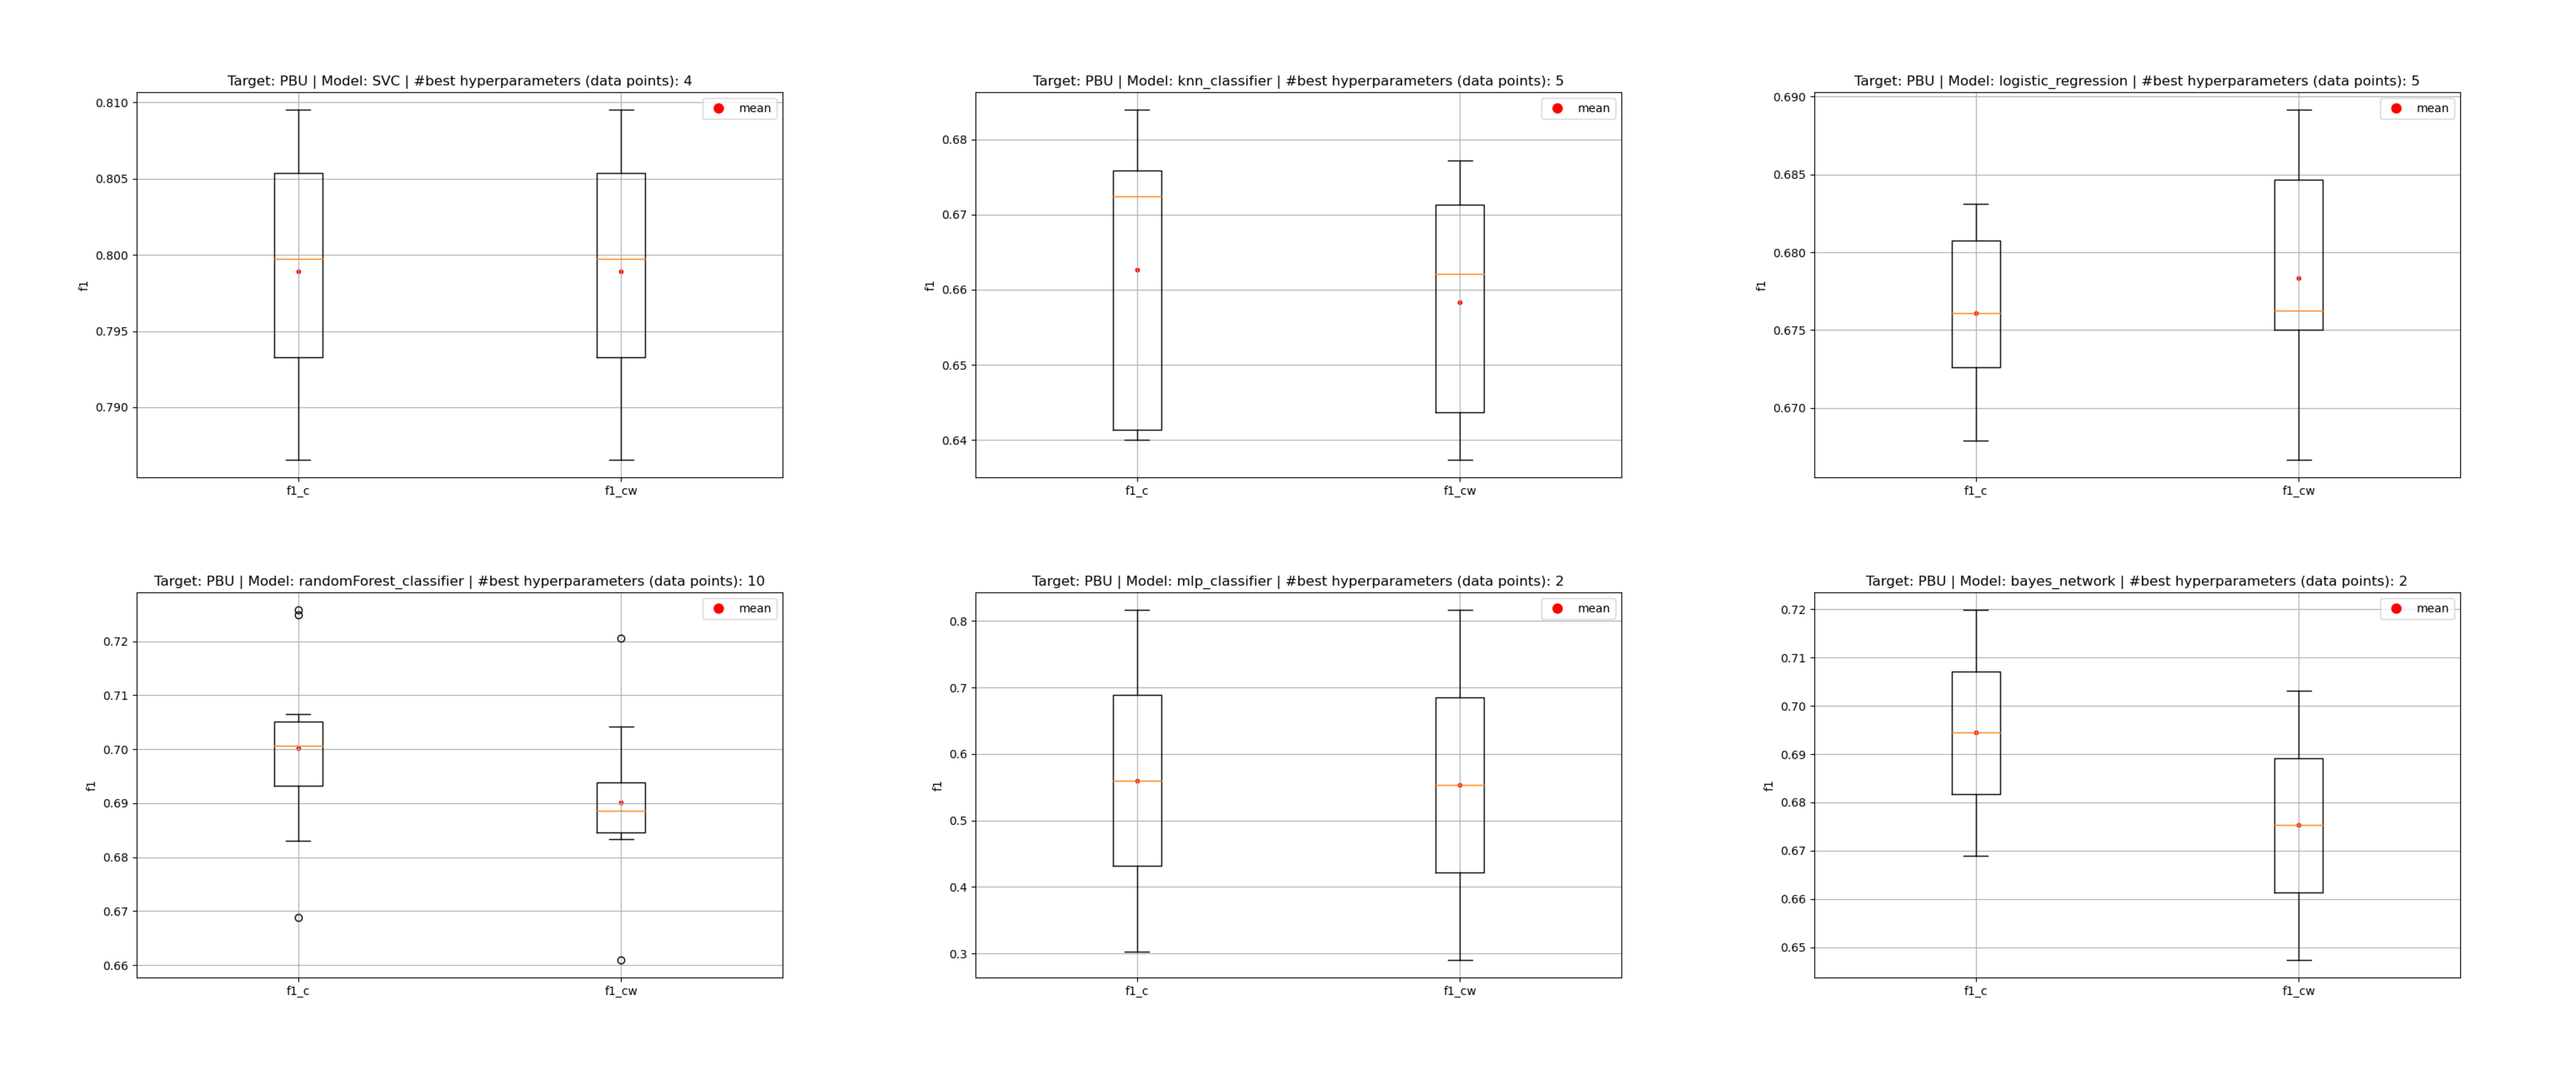 Target: PBU | Model: SVC | #best hyperparameters (data points): 4
mean
0.810
0.805
0.800
0.795
0.790
f1
f1_c
f1_cw
Target: PBU | Model: knn_classifier | #best hyperparameters (data points): 5
mean
0.68
0.67
0.66
0.65
0.64
f1
f1_c
f1_cw
Target: PBU | Model: logistic_regression | #best hyperparameters (data points): 5
mean
0.690
0.685
0.680
0.675
0.670
f1
f1_c
f1_cw
Target: PBU | Model: randomForest_classifier | #best hyperparameters (data points): 10
mean
0.72
0.71
0.70
0.69
0.68
0.67
0.66
f1
f1_c
f1_cw
Target: PBU | Model: mlp_classifier | #best hyperparameters (data points): 2
mean
0.8
0.7
0.6
0.5
0.4
0.3
f1
f1_c
f1_cw
Target: PBU | Model: bayes_network | #best hyperparameters (data points): 2
mean
0.72
0.71
0.70
0.69
0.68
0.67
0.66
0.65
f1
f1_c
f1_cw